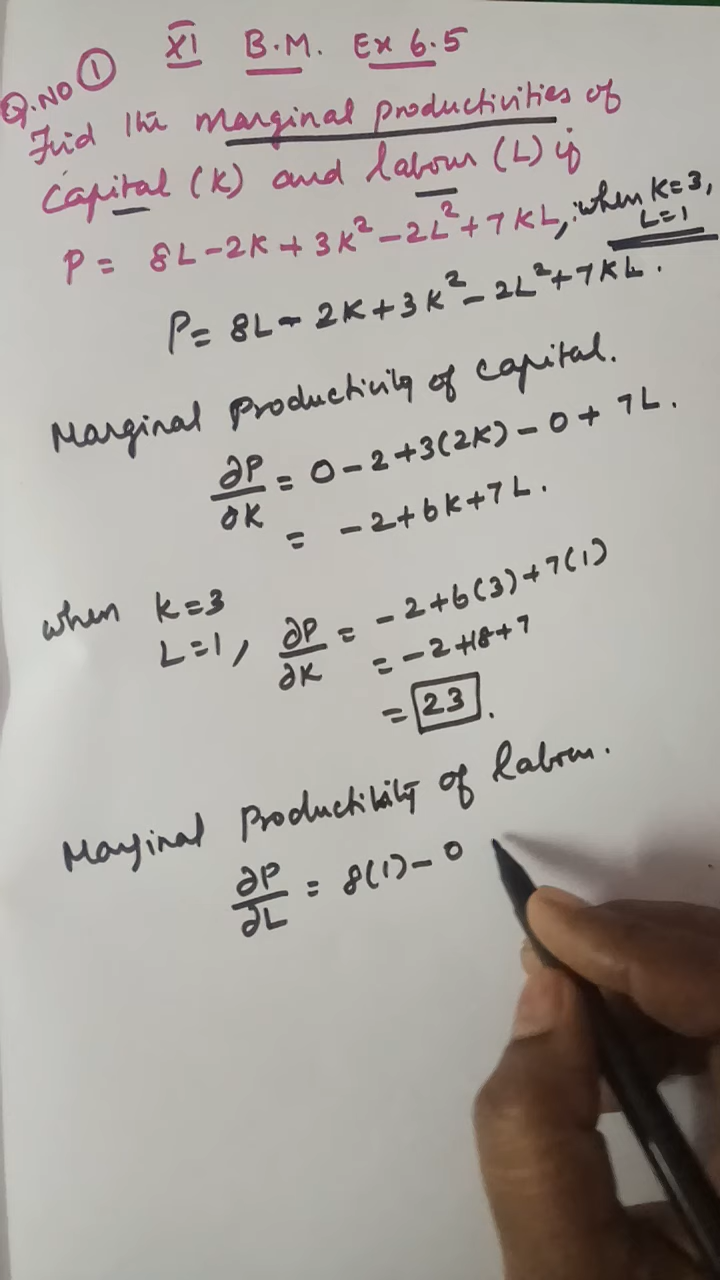 XI B.M. Ex 6.5
Q.NO 1
Find the marginal productivities of
capital (K) and labour (L) if
P = 8L-2K+3K²-2L²+7KL, when K=3, L=1
P= 8L-2K+3K²-2L²+7KL.
Marginal Productivity of capital.
∂P/∂K = 0-2+3(2K)-0+7L.
= -2+6K+7L.
when K=3
L=1, ∂P/∂K = -2+6(3)+7(1)
= -2+18+7
= 23.
Marginal Productivity of labour.
∂P/∂L = 8(1)-0